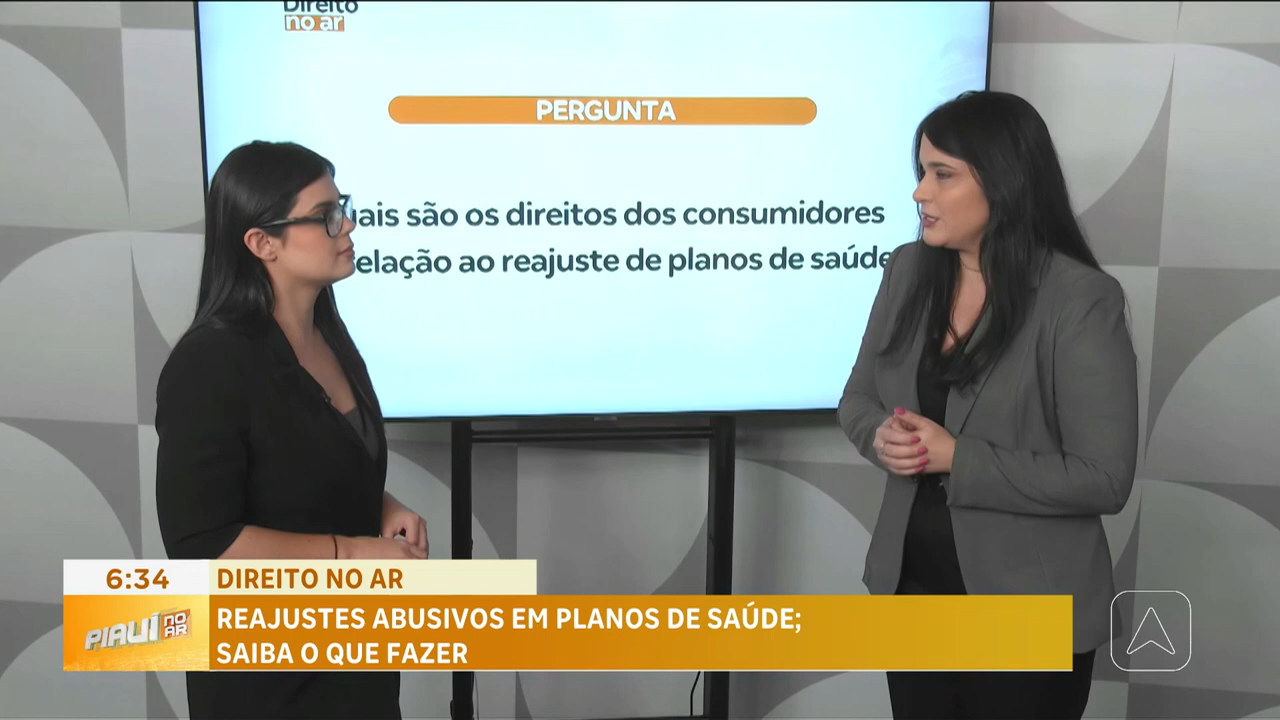 Direito
no ar
PERGUNTA
uais são os direitos dos consumidores
elação ao reajuste de planos de saúde
6:34
DIREITO NO AR
PIAUÍ NO AR
REAJUSTES ABUSIVOS EM PLANOS DE SAÚDE;
SAIBA O QUE FAZER